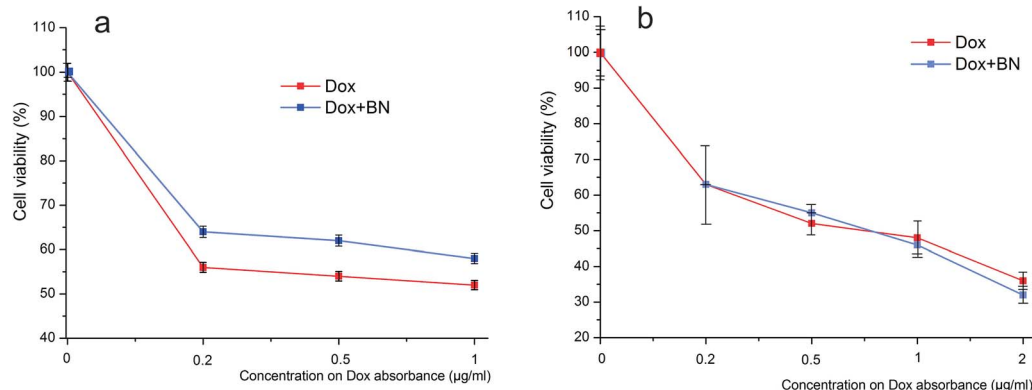 a
110
100
90
80
70
60
50
40
Cell viability (%)
Dox
Dox+BN
0
0.2
0.5
1
Concentration on Dox absorbance (µg/ml)
b
110
100
90
80
70
60
50
40
30
20
Cell viability (%)
Dox
Dox+BN
0
0.2
0.5
1
2
Concentration on Dox absorbance (µg/ml)